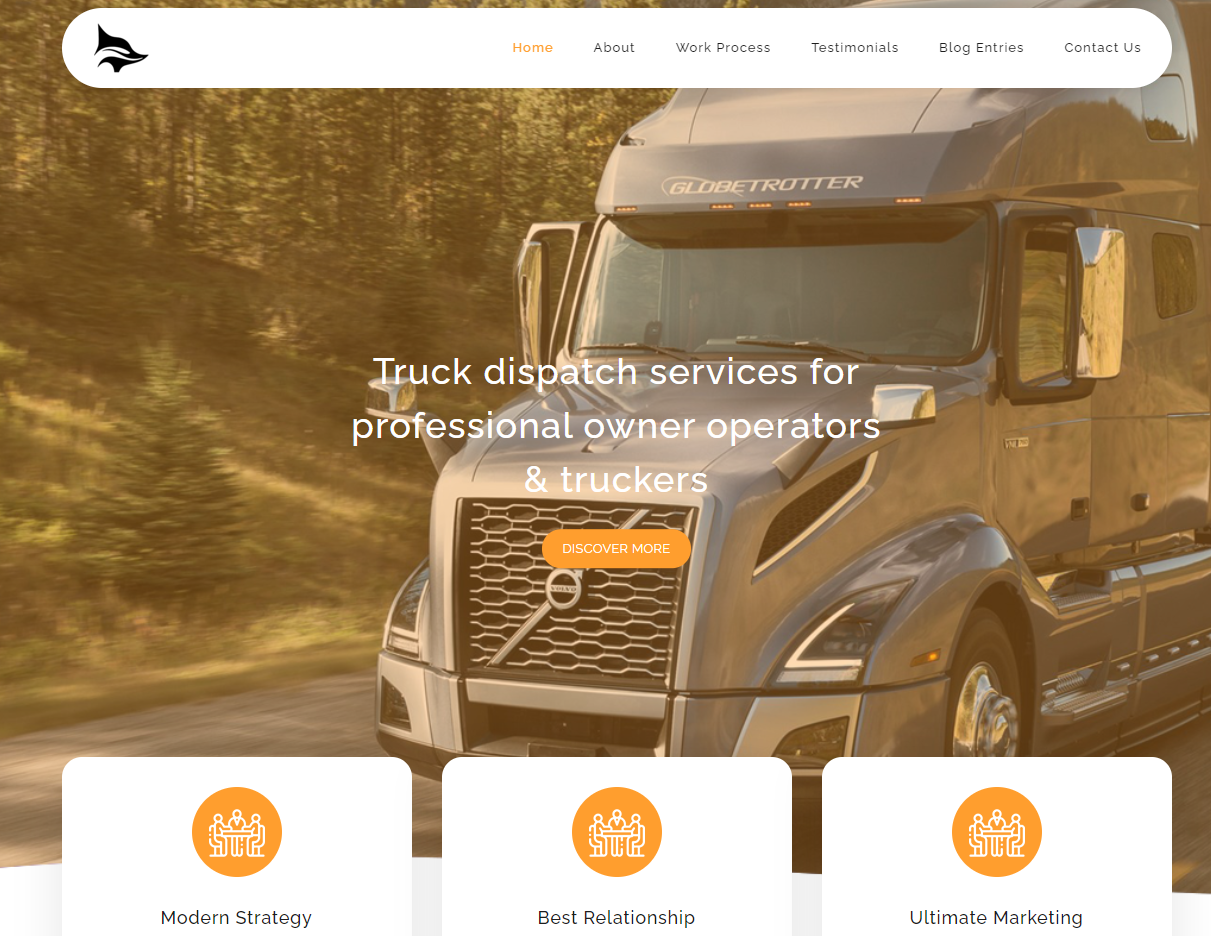 Home About Work Process Testimonials Blog Entries Contact Us
GLOBETROTTER
Truck dispatch services for
professional owner operators
& truckers
DISCOVER MORE
VOLVO
Modern Strategy Best Relationship Ultimate Marketing